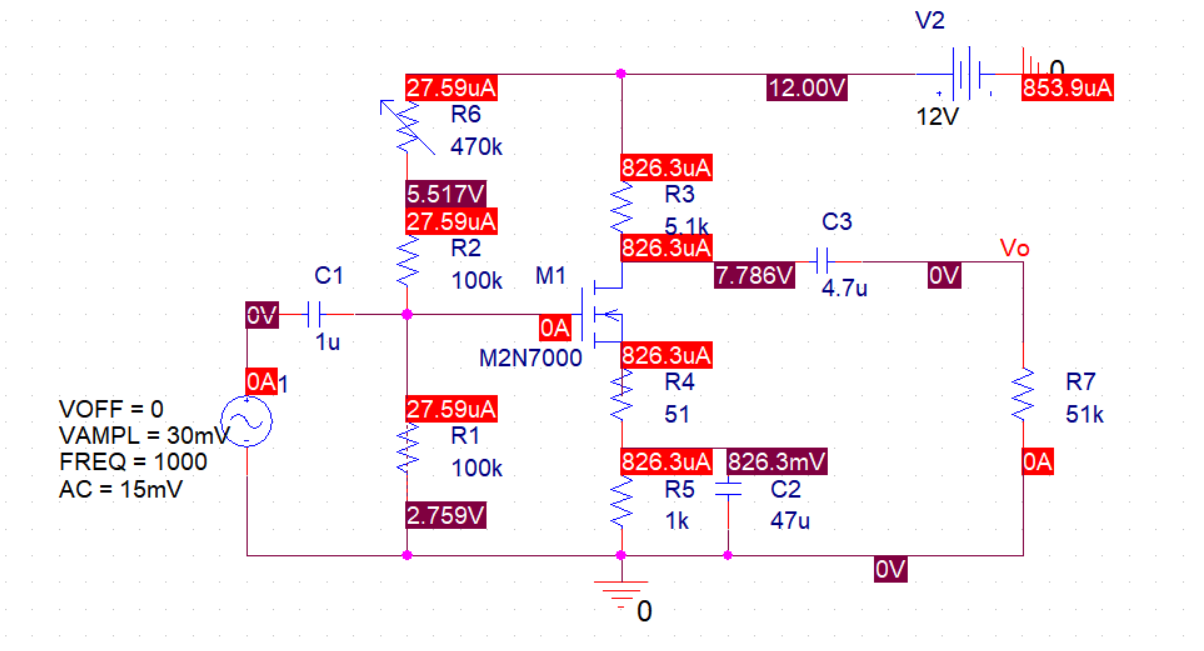 V2
0
12.00V
853.9uA
12V
27.59uA
R6
470k
5.517V
27.59uA
R2
100k
826.3uA
R3
5.1k
826.3uA
7.786V
C3
4.7u
0V
Vo
C1
1u
0V
M1
0A
M2N7000
0A
1
VOFF = 0
VAMPL = 30mV
FREQ = 1000
AC = 15mV
27.59uA
R1
100k
2.759V
826.3uA
R4
51
826.3uA
826.3mV
R5
1k
C2
47u
R7
51k
0A
0V
0